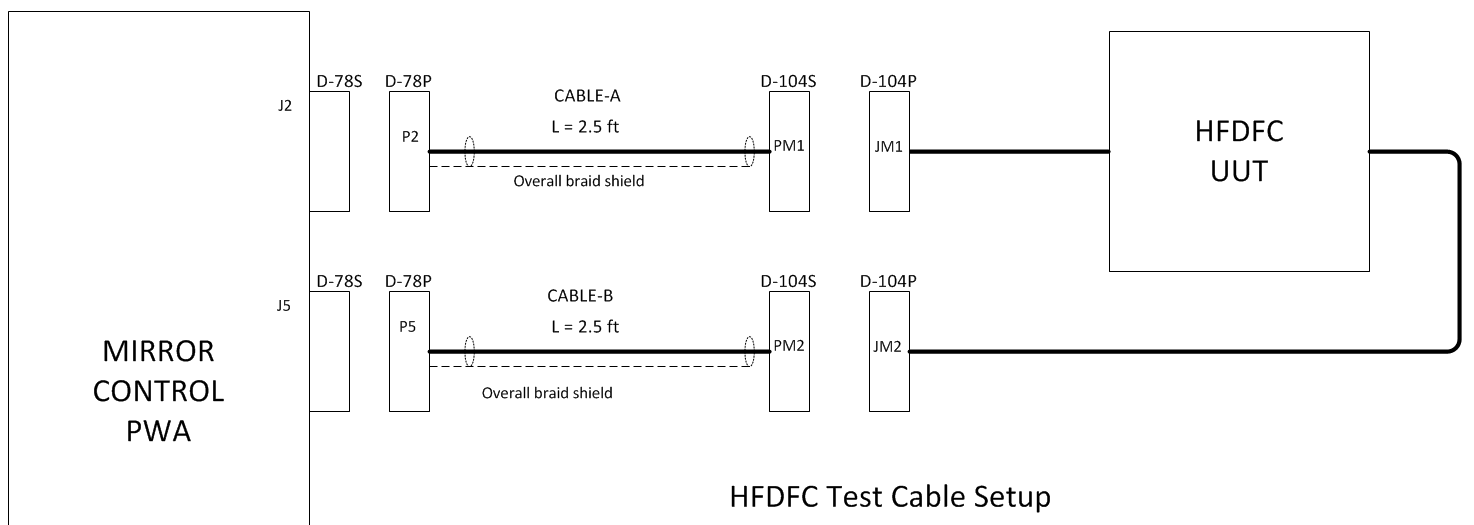 D-78S
D-78P
CABLE-A
D-104S
D-104P
J2
L = 2.5 ft
P2
HFDFC
UUT
PM1
JM1
Overall braid shield
D-78S
D-78P
CABLE-B
D-104S
D-104P
J5
P5
L = 2.5 ft
PM2
JM2
MIRROR
CONTROL
PWA
Overall braid shield
HFDFC Test Cable Setup